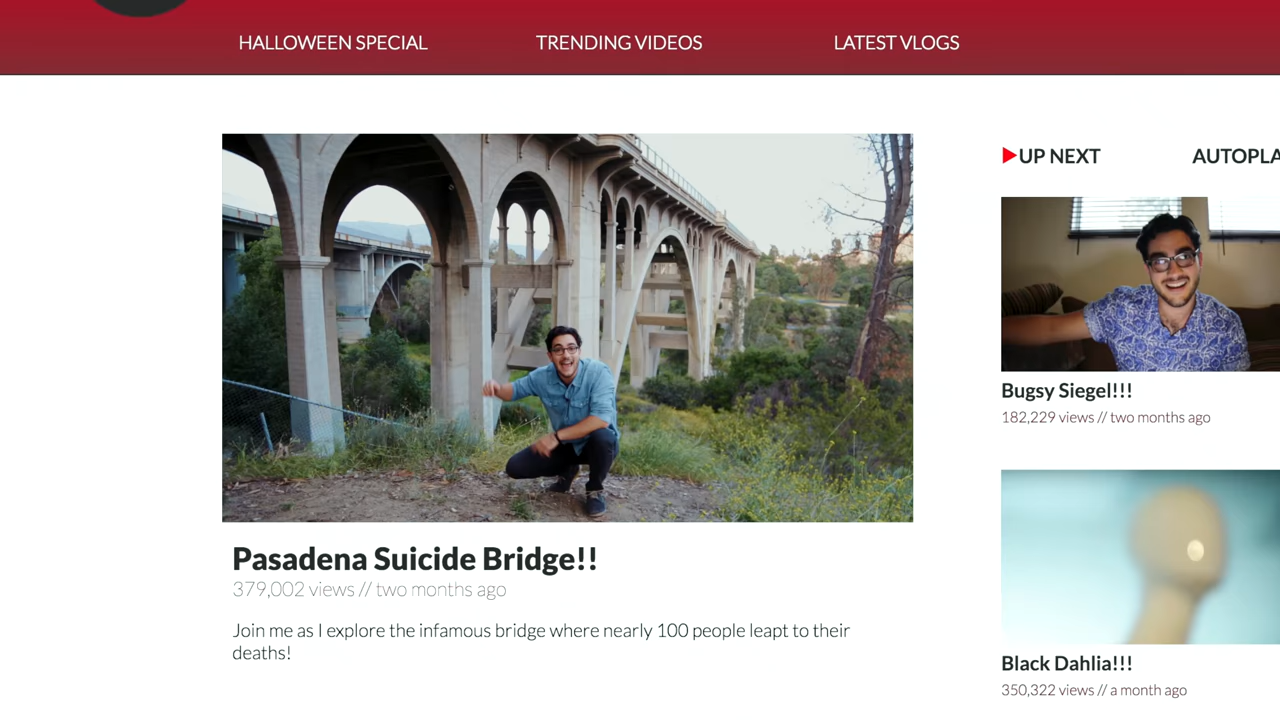 HALLOWEEN SPECIAL
TRENDING VIDEOS
LATEST VLOGS
UP NEXT
AUTOPLA
Pasadena Suicide Bridge!!
379,002 views // two months ago
Join me as I explore the infamous bridge where nearly 100 people leapt to their
deaths!
Bugsy Siegel!!!
182,229 views // two months ago
Black Dahlia!!!
350,322 views // a month ago